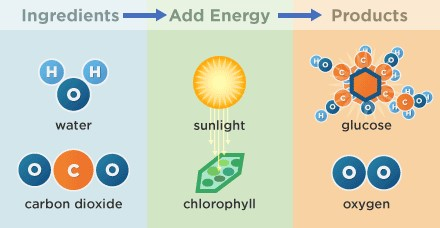 Ingredients
Add Energy
Products
H H
O
water
O C O
carbon dioxide
sunlight
chlorophyll
glucose
O O
oxygen